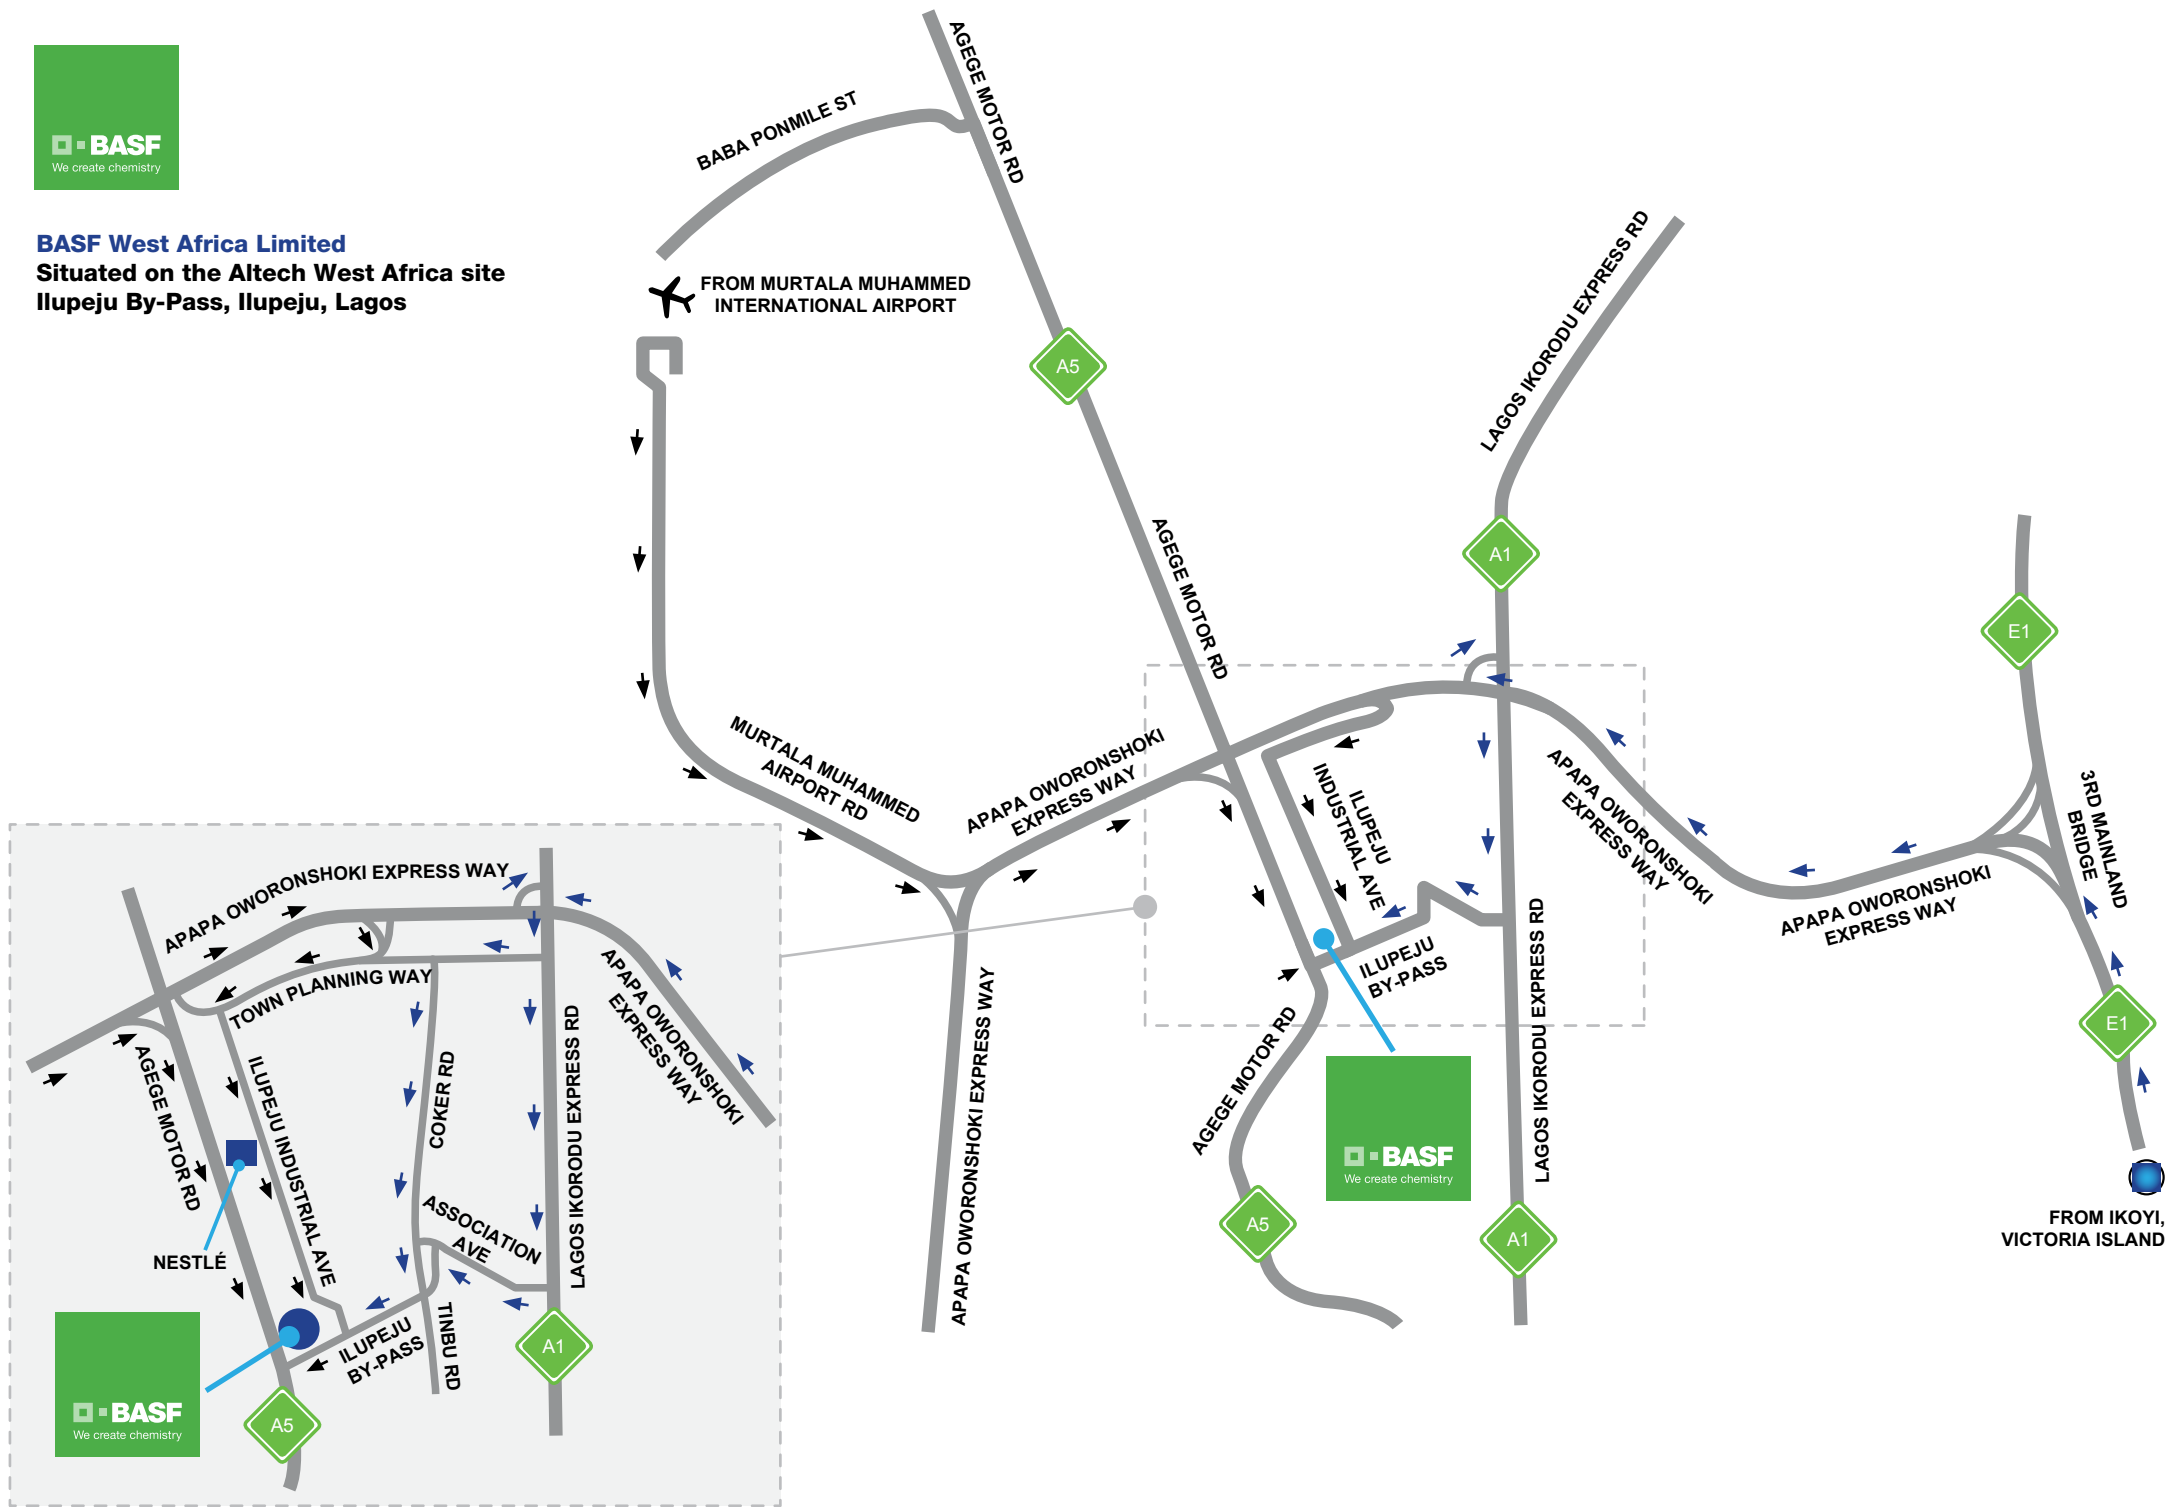 BASF
We create chemistry
BASF West Africa Limited
Situated on the Altech West Africa site
Ilupeju By-Pass, Ilupeju, Lagos
AGEGE MOTOR RD
BABA PONMILE ST
FROM MURTALA MUHAMMED
INTERNATIONAL AIRPORT
A5
LAGOS IKORODU EXPRESS RD
A1
AGEGE MOTOR RD
E1
MURTALA MUHAMMED
AIRPORT RD
APAPA OWORONSHOKI
EXPRESS WAY
ILUPEJU
INDUSTRIAL AVE
APAPA OWORONSHOKI
EXPRESS WAY
3RD MAINLAND
BRIDGE
APAPA OWORONSHOKI
EXPRESS WAY
ILUPEJU
BY-PASS
LAGOS IKORODU EXPRESS RD
APAPA OWORONSHOKI EXPRESS WAY
AGEGE MOTOR RD
E1
BASF
We create chemistry
A5
A1
FROM IKOYI,
VICTORIA ISLAND
APAPA OWORONSHOKI EXPRESS WAY
TOWN PLANNING WAY
APAPA OWORONSHOKI
EXPRESS WAY
AGEGE MOTOR RD
ILUPEJU INDUSTRIAL AVE
COKER RD
LAGOS IKORODU EXPRESS RD
ASSOCIATION
AVE
NESTLÉ
ILUPEJU
BY-PASS
TINBU RD
A1
BASF
We create chemistry
A5